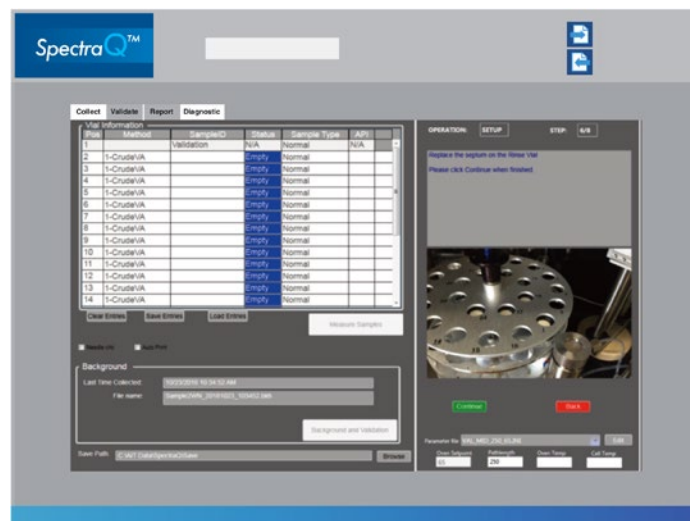 SpectraQ™
Collect Validate Report Diagnostic
Vial Information
Pos Method SampleID Status Sample Type API
1 Validation N/A Normal N/A
2 1-CrudeVA Empty Normal
3 1-CrudeVA Empty Normal
4 1-CrudeVA Empty Normal
5 1-CrudeVA Empty Normal
6 1-CrudeVA Empty Normal
7 1-CrudeVA Empty Normal
8 1-CrudeVA Empty Normal
9 1-CrudeVA Empty Normal
10 1-CrudeVA Empty Normal
11 1-CrudeVA Empty Normal
12 1-CrudeVA Empty Normal
13 1-CrudeVA Empty Normal
14 1-CrudeVA Empty Normal
Clear Entries Save Entries Load Entries
Measure Samples
Auto Print
Background
Last Time Collected:
File name:
Background and Validation
Save Path: Browse
OPERATION: SETUP STEP: 6/8
Replace the septum on the Rinse Vial
Please click Continue when finished
Continue Back
Parameter file Edit
Oven Setpoint Pathlength Oven Temp Cell Temp
65 250